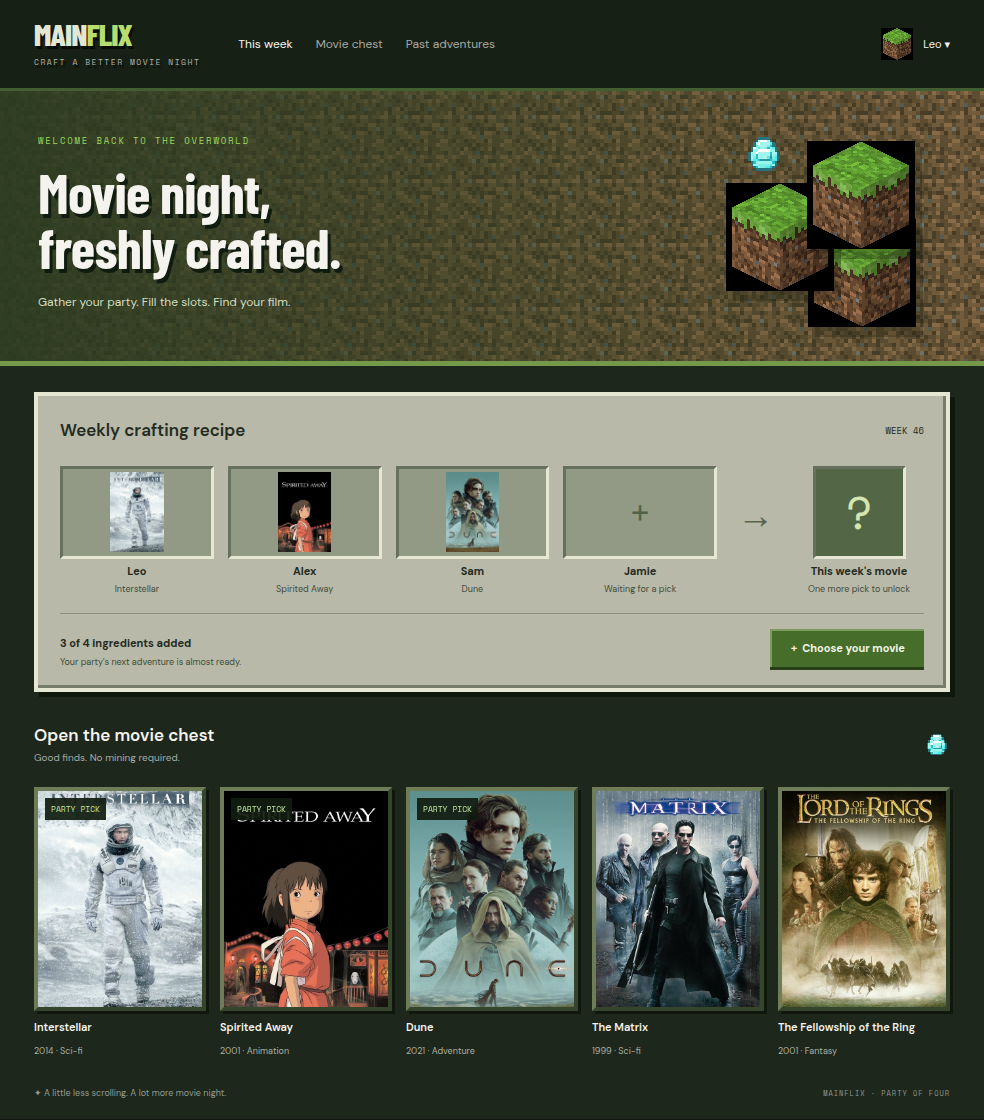 MAINFLIX
CRAFT A BETTER MOVIE NIGHT
This week
Movie chest
Past adventures
Leo ▾
WELCOME BACK TO THE OVERWORLD
Movie night,
freshly crafted.
Gather your party. Fill the slots. Find your film.
Weekly crafting recipe
WEEK 46
INTERSTELLAR
SPIRITED AWAY
DUNE
+
→
?
Leo
Alex
Sam
Jamie
This week's movie
Interstellar
Spirited Away
Dune
Waiting for a pick
One more pick to unlock
3 of 4 ingredients added
Your party's next adventure is almost ready.
+ Choose your movie
Open the movie chest
Good finds. No mining required.
INTERSTELLAR
PARTY PICK
SPIRITED AWAY
PARTY PICK
PARTY PICK
DUNE
MATRIX
THE
LORD OF THE RINGS
THE FELLOWSHIP OF THE RING
Interstellar
Spirited Away
Dune
The Matrix
The Fellowship of the Ring
2014 · Sci-fi
2001 · Animation
2021 · Adventure
1999 · Sci-fi
2001 · Fantasy
✦ A little less scrolling. A lot more movie night.
MAINFLIX · PARTY OF FOUR